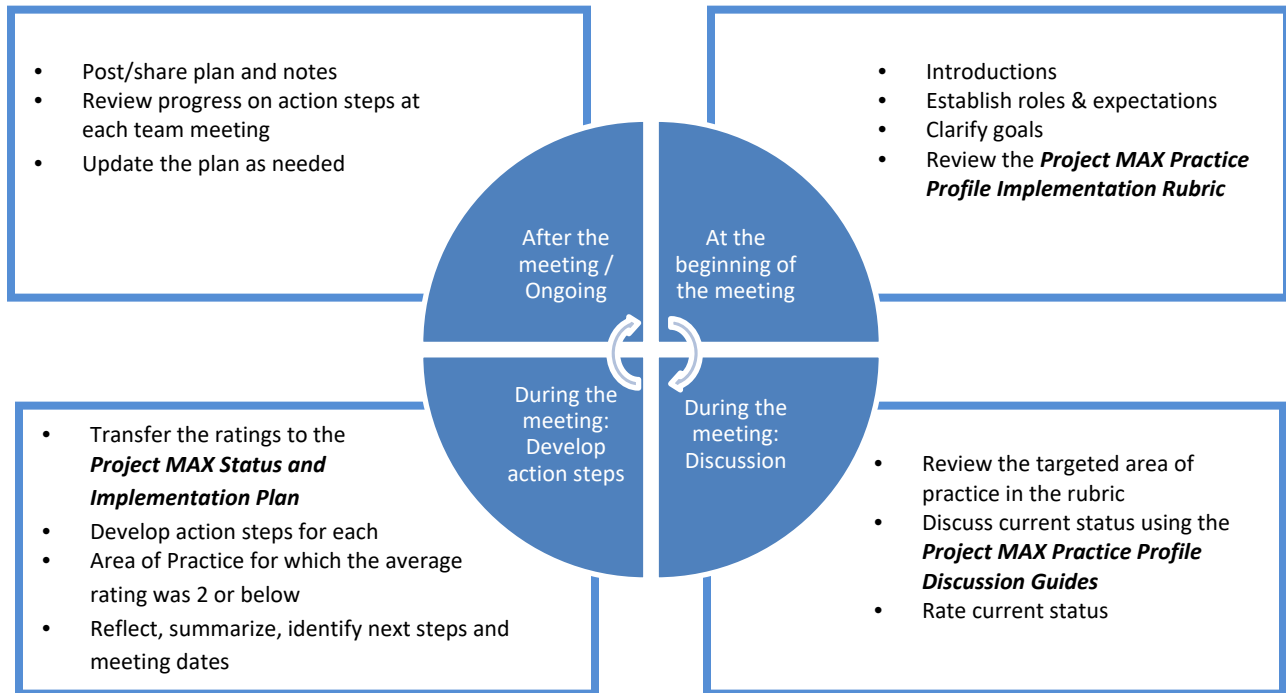 • Post/share plan and notes
• Review progress on action steps at
each team meeting
• Update the plan as needed
• Introductions
• Establish roles & expectations
• Clarify goals
• Review the Project MAX Practice
Profile Implementation Rubric
After the
meeting /
Ongoing
At the
beginning of
the meeting
During the
meeting:
Develop
action steps
During the
meeting:
Discussion
• Transfer the ratings to the
Project MAX Status and
Implementation Plan
• Develop action steps for each
• Area of Practice for which the average
rating was 2 or below
• Reflect, summarize, identify next steps and
meeting dates
• Review the targeted area of
practice in the rubric
• Discuss current status using the
Project MAX Practice Profile
Discussion Guides
• Rate current status